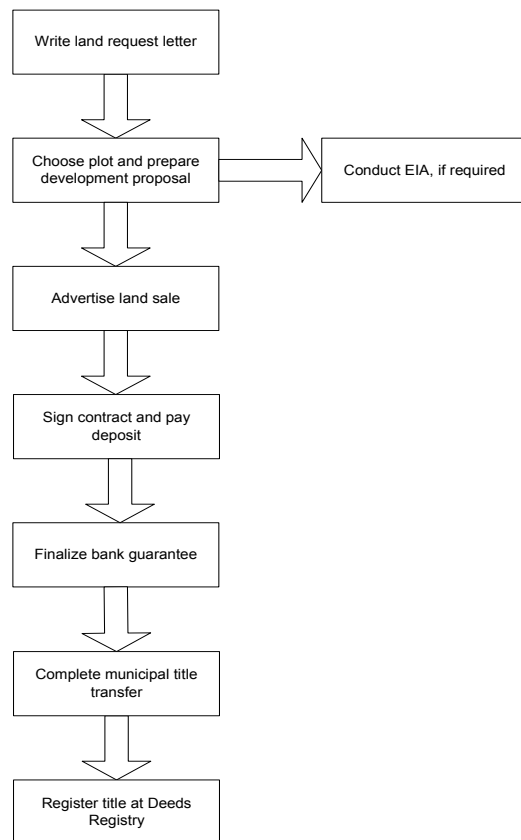 Write land request letter
Choose plot and prepare
development proposal
Conduct EIA, if required
Advertise land sale
Sign contract and pay
deposit
Finalize bank guarantee
Complete municipal title
transfer
Register title at Deeds
Registry